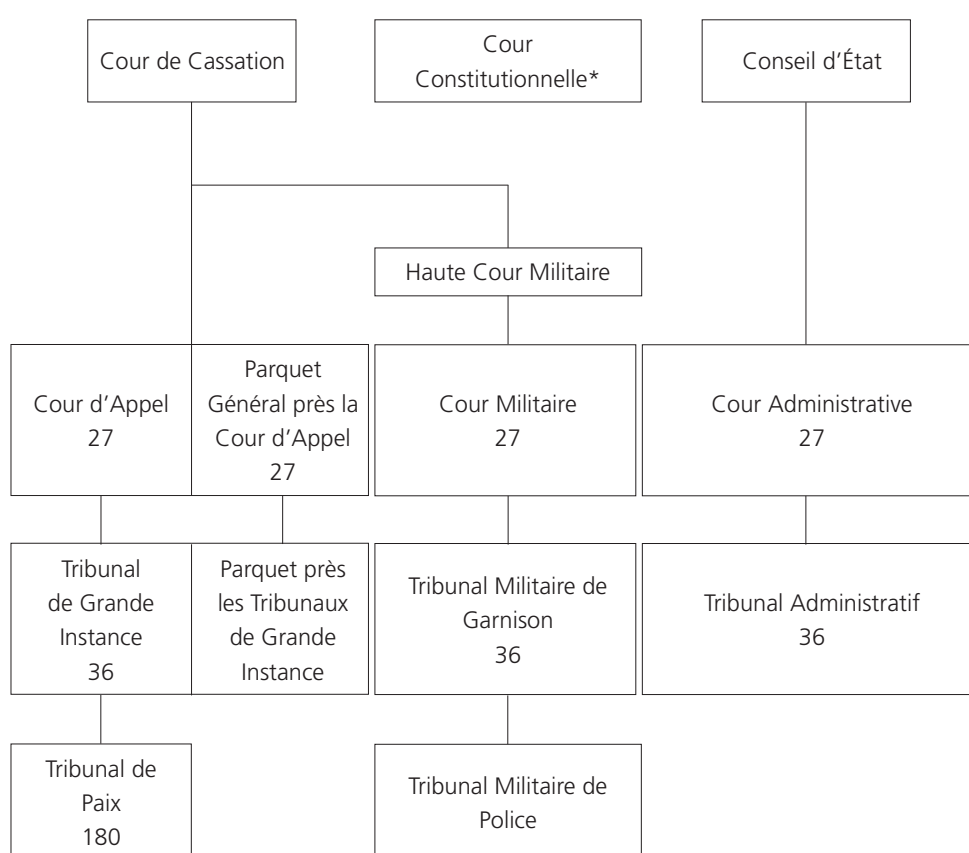 Cour de Cassation
Cour
Constitutionnelle*
Conseil d’État
Haute Cour Militaire
Cour d’Appel
27
Parquet
Général près la
Cour d’Appel
27
Cour Militaire
27
Cour Administrative
27
Tribunal
de Grande
Instance
36
Parquet près
les Tribunaux
de Grande
Instance
Tribunal Militaire de
Garnison
36
Tribunal Administratif
36
Tribunal de
Paix
180
Tribunal Militaire de
Police